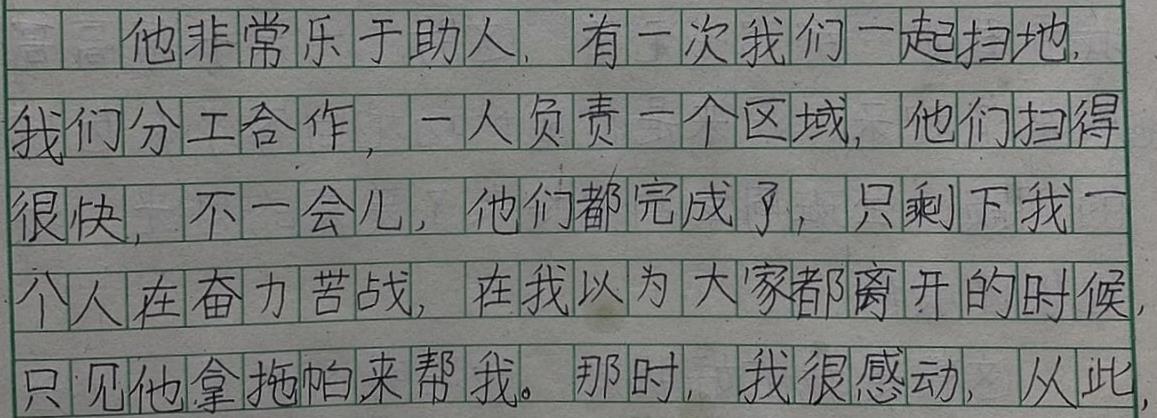 他非常乐于助人，有一次我们一起扫地，
我们分工合作，一人负责一个区域，他们扫得
很快，不一会儿，他们都完成了，只剩下我一
个人在奋力苦战，在我以为大家都离开的时候，
只见他拿拖帕来帮我。那时，我很感动，从此，